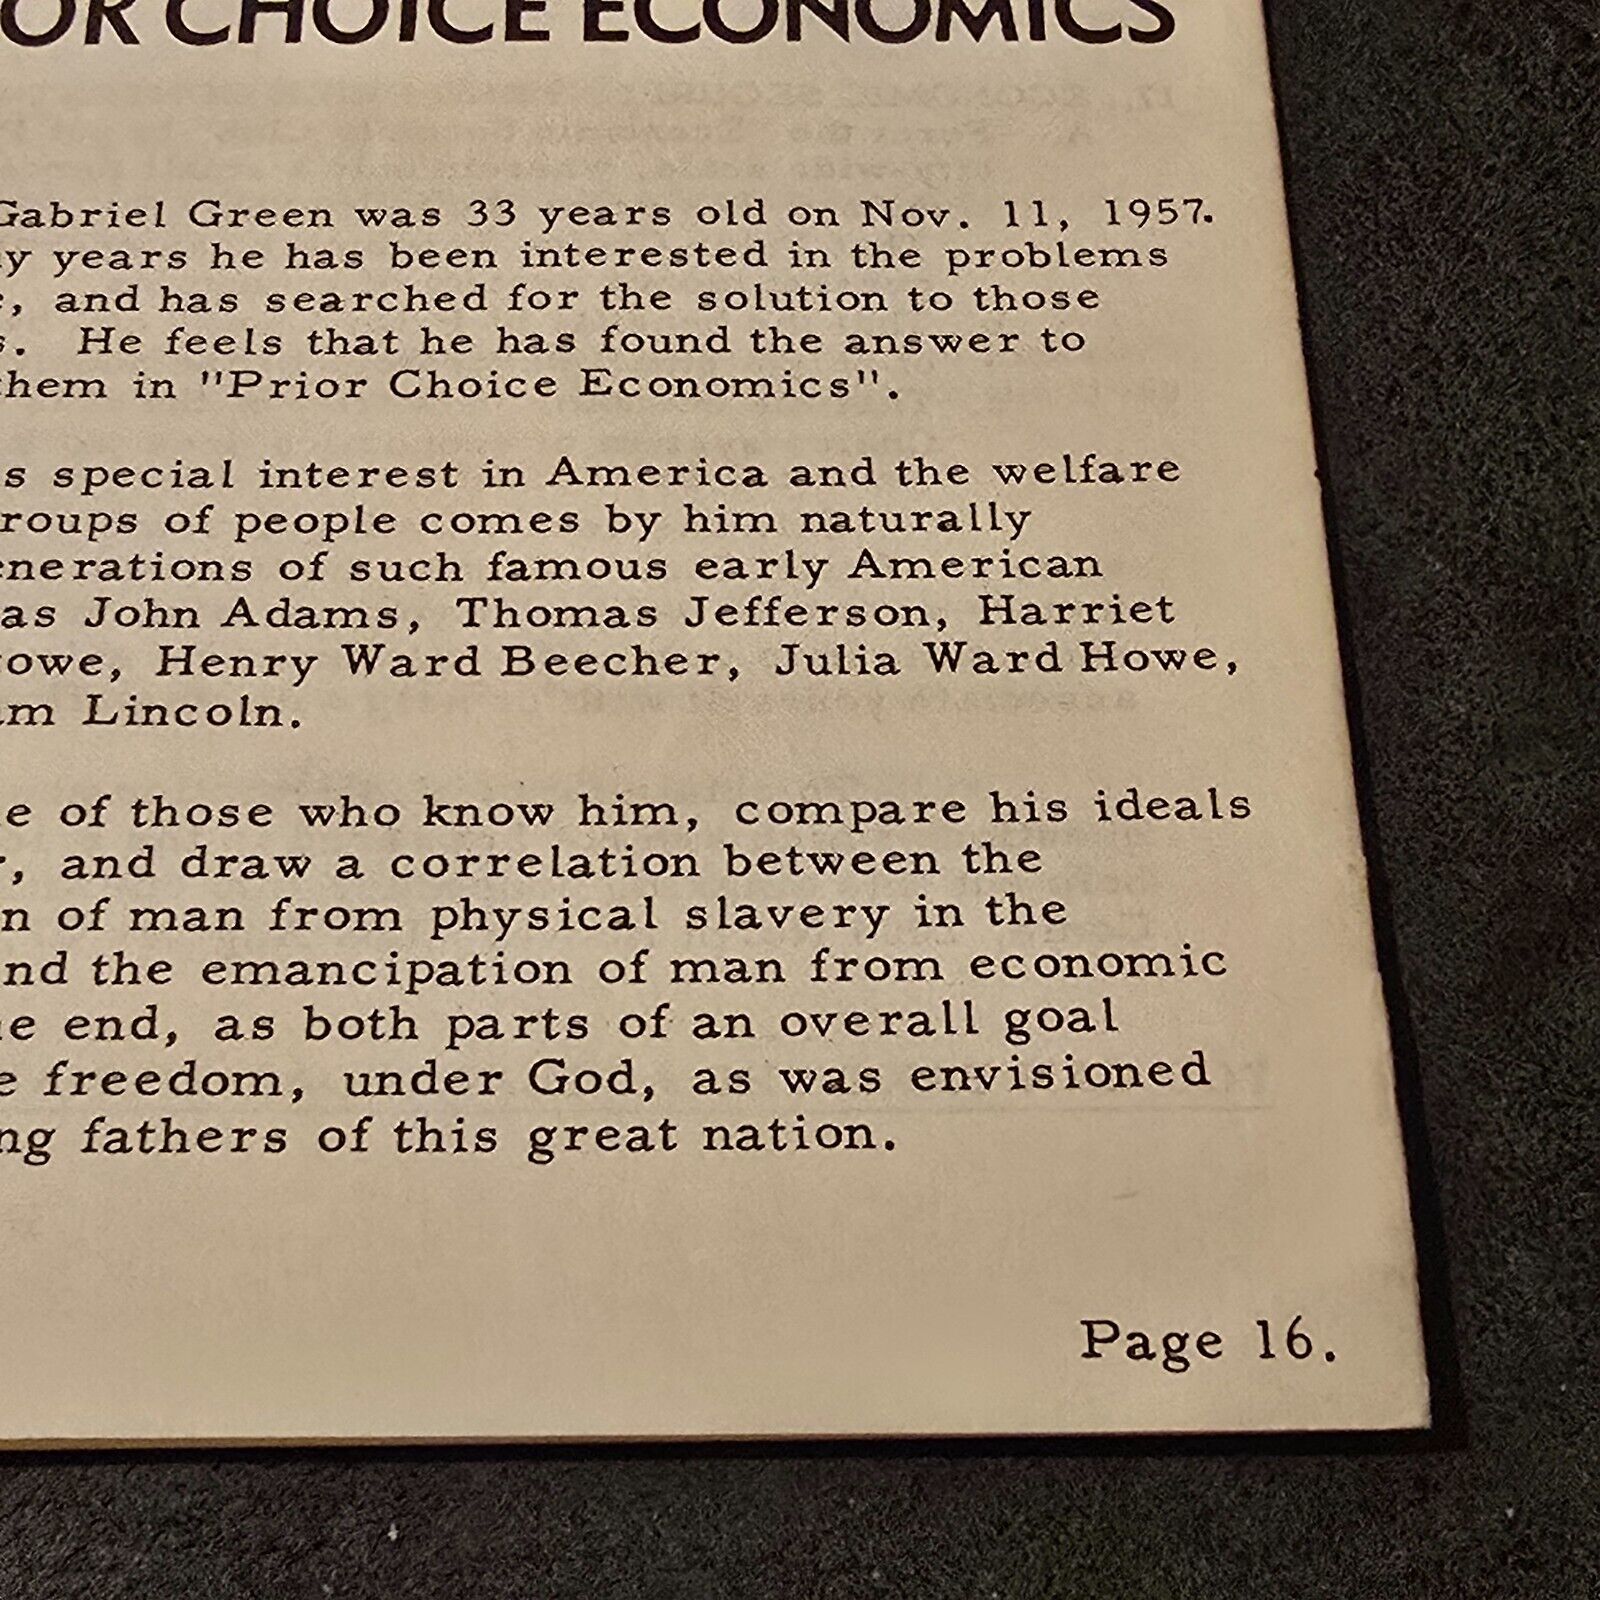 OR CHOICE ECONOMICS
Gabriel Green was 33 years old on Nov. 11, 1957.
y years he has been interested in the problems
, and has searched for the solution to those
s. He feels that he has found the answer to
them in "Prior Choice Economics".
s special interest in America and the welfare
roups of people comes by him naturally
enerations of such famous early American
as John Adams, Thomas Jefferson, Harriet
towe, Henry Ward Beecher, Julia Ward Howe,
am Lincoln.
e of those who know him, compare his ideals
r, and draw a correlation between the
n of man from physical slavery in the
nd the emancipation of man from economic
e end, as both parts of an overall goal
e freedom, under God, as was envisioned
ng fathers of this great nation.
Page 16.